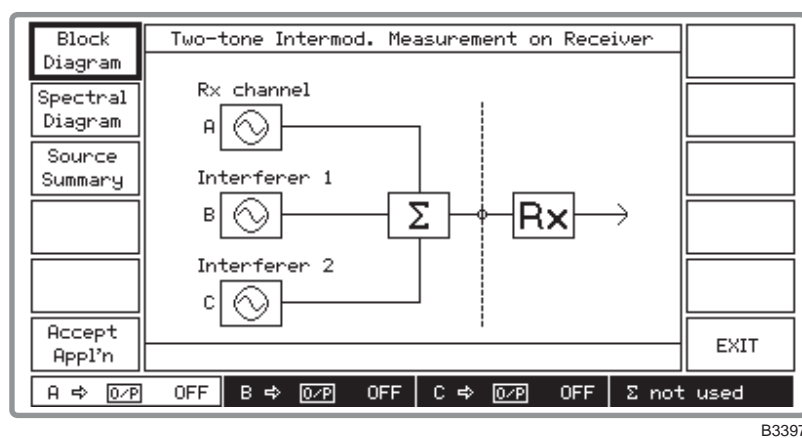 Block
Diagram
Spectral
Diagram
Source
Summary
Accept
Appl'n
Two-tone Intermod. Measurement on Receiver
Rx channel
A
Interferer 1
B
Σ
Rx
Interferer 2
C
EXIT
A ⇨ O/P OFF
B ⇨ O/P OFF
C ⇨ O/P OFF
Σ not used
B3397